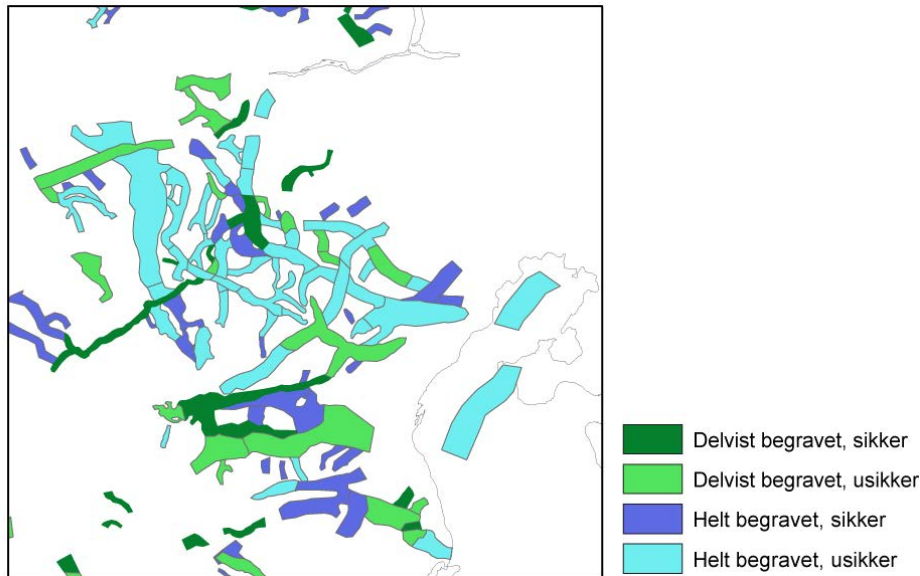 Delvist begravet, sikker
Delvist begravet, usikker
Helt begravet, sikker
Helt begravet, usikker